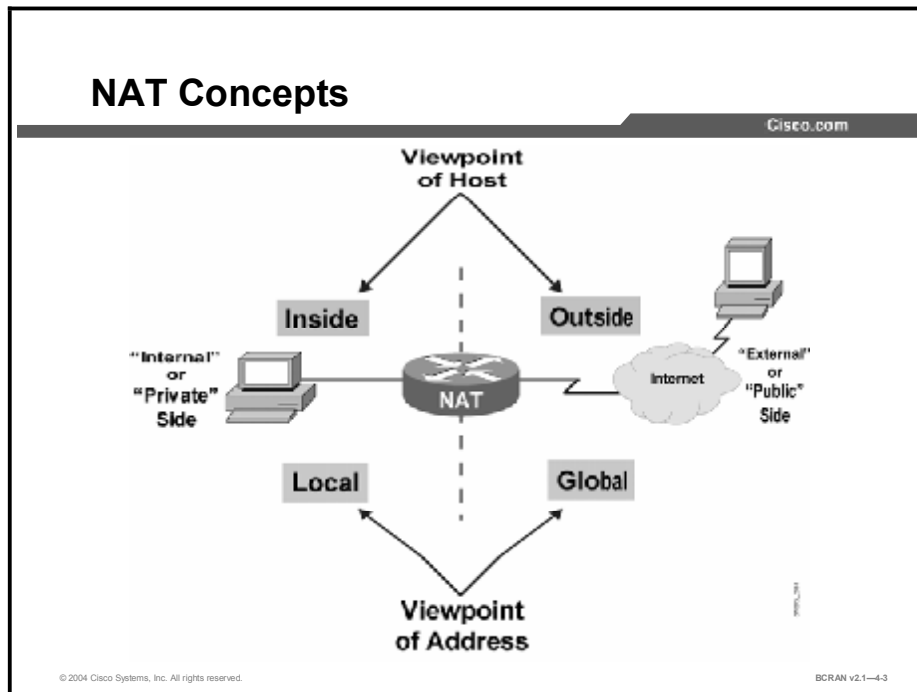 NAT Concepts
Cisco.com
Viewpoint
of Host
Inside
Outside
"Internal"
or
"Private"
Side
NAT
Internet
"External"
or
"Public"
Side
Local
Global
Viewpoint
of Address
© 2004 Cisco Systems, Inc. All rights reserved.
BCRAN v2.1—4-3